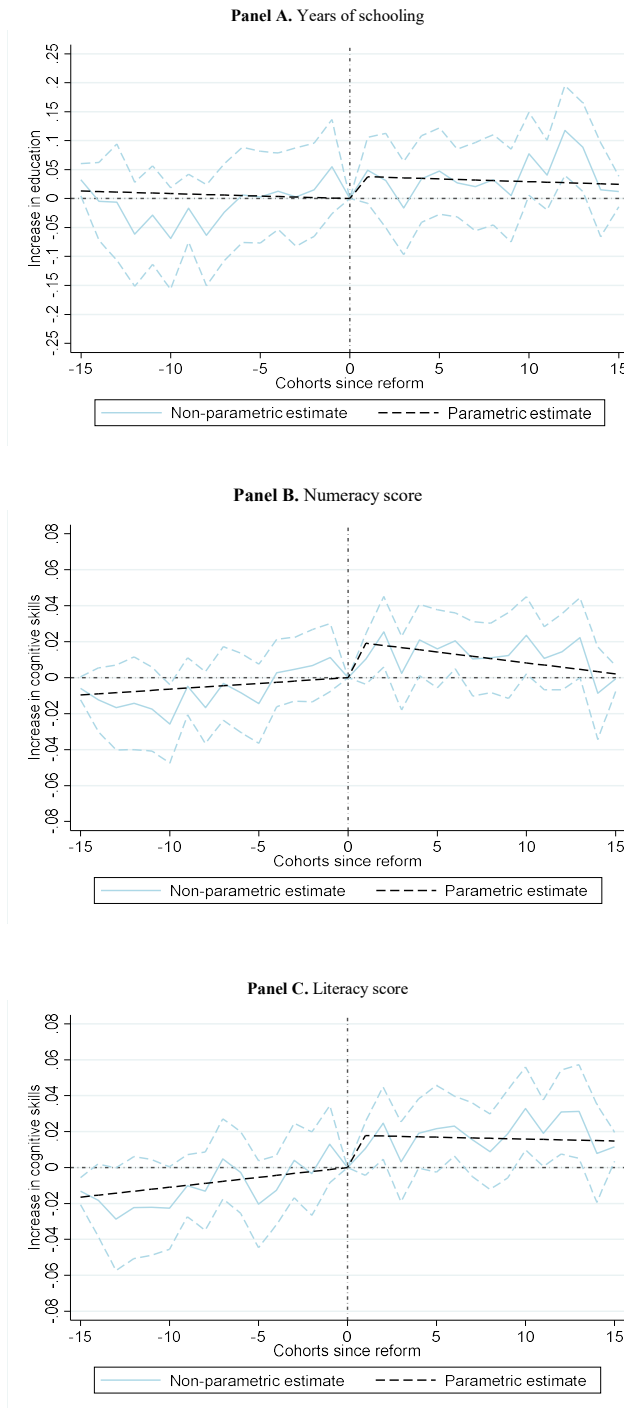 Panel A. Years of schooling
Increase in education
.25
.2
.15
.1
.05
0
-.05
-.1
-.15
-.2
-.25
-15 -10 -5 0 5 10 15
Cohorts since reform
Non-parametric estimate Parametric estimate
Panel B. Numeracy score
Increase in cognitive skills
.08
.06
.04
.02
0
-.02
-.04
-.06
-.08
-15 -10 -5 0 5 10 15
Cohorts since reform
Non-parametric estimate Parametric estimate
Panel C. Literacy score
Increase in cognitive skills
.08
.06
.04
.02
0
-.02
-.04
-.06
-.08
-15 -10 -5 0 5 10 15
Cohorts since reform
Non-parametric estimate Parametric estimate